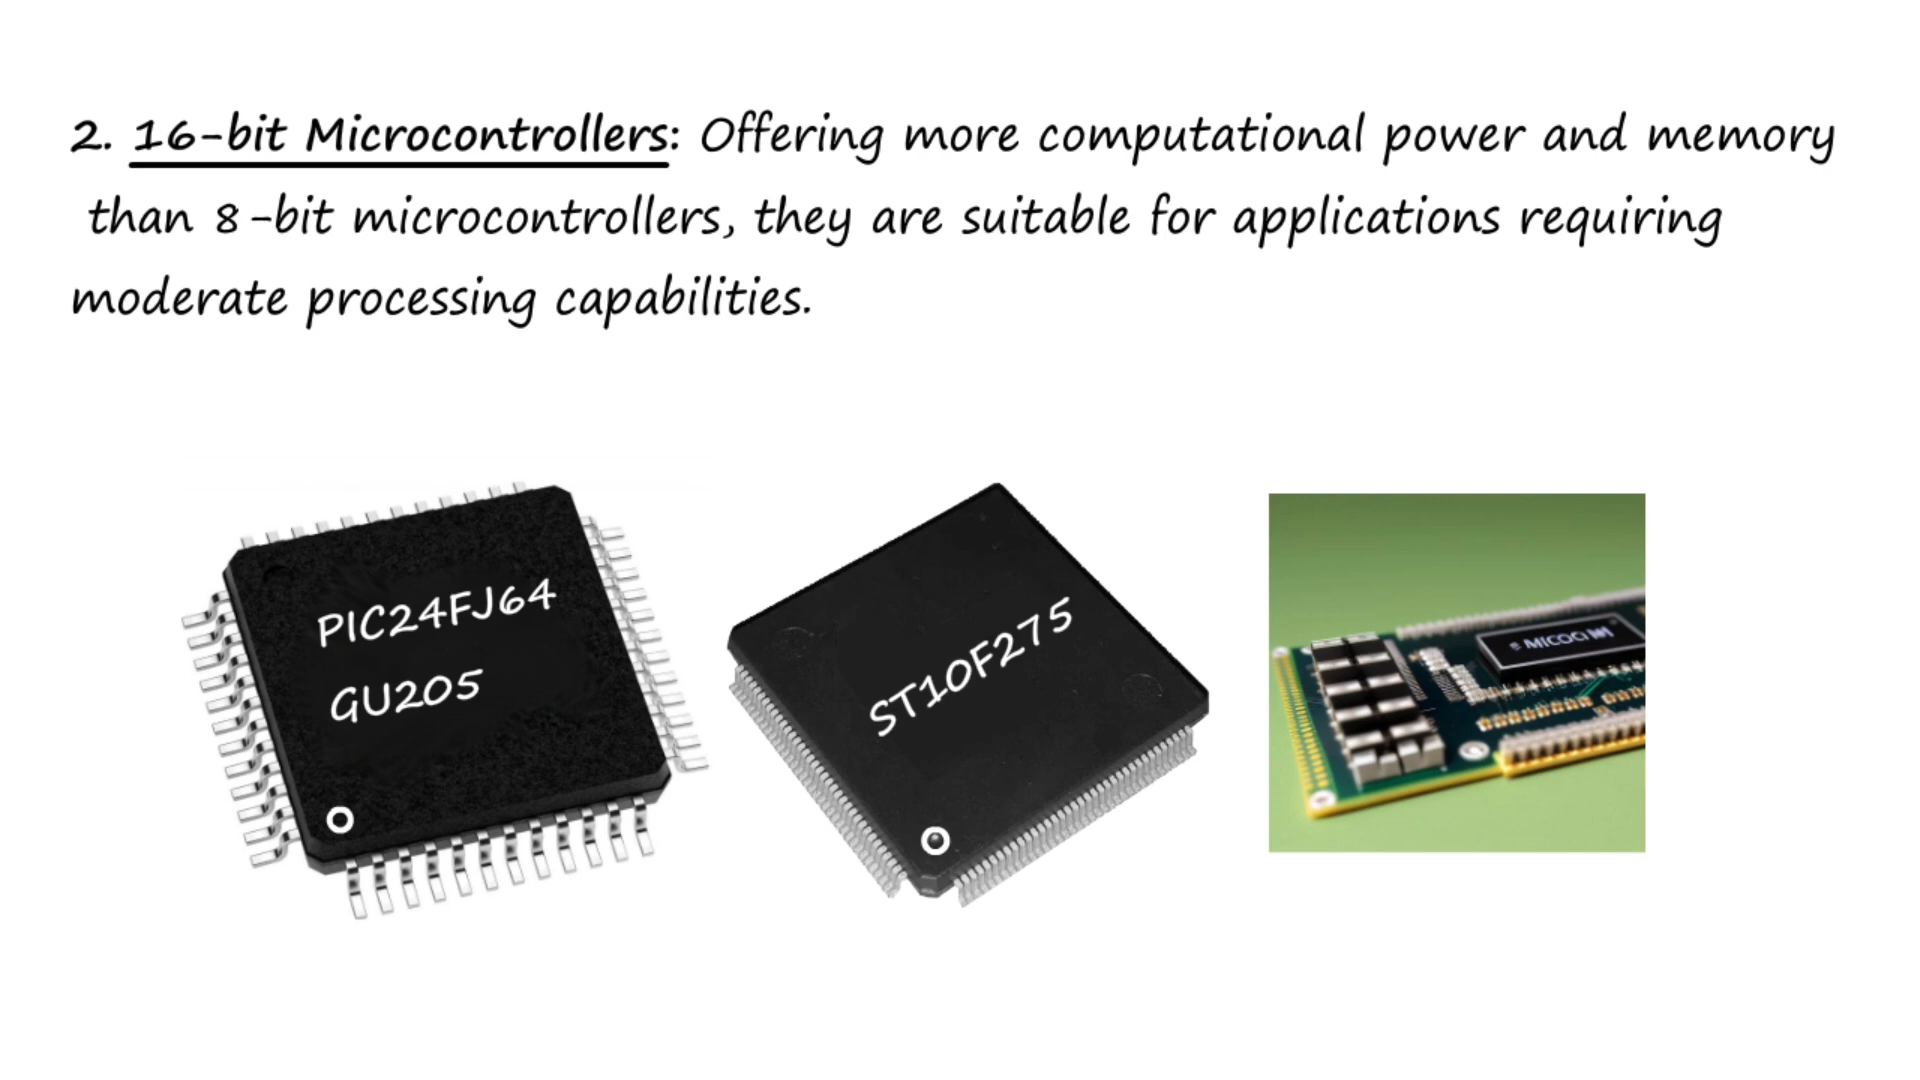 2. 16-bit Microcontrollers: Offering more computational power and memory
than 8-bit microcontrollers, they are suitable for applications requiring
moderate processing capabilities.
PIC24FJ64
GU205
ST10F275